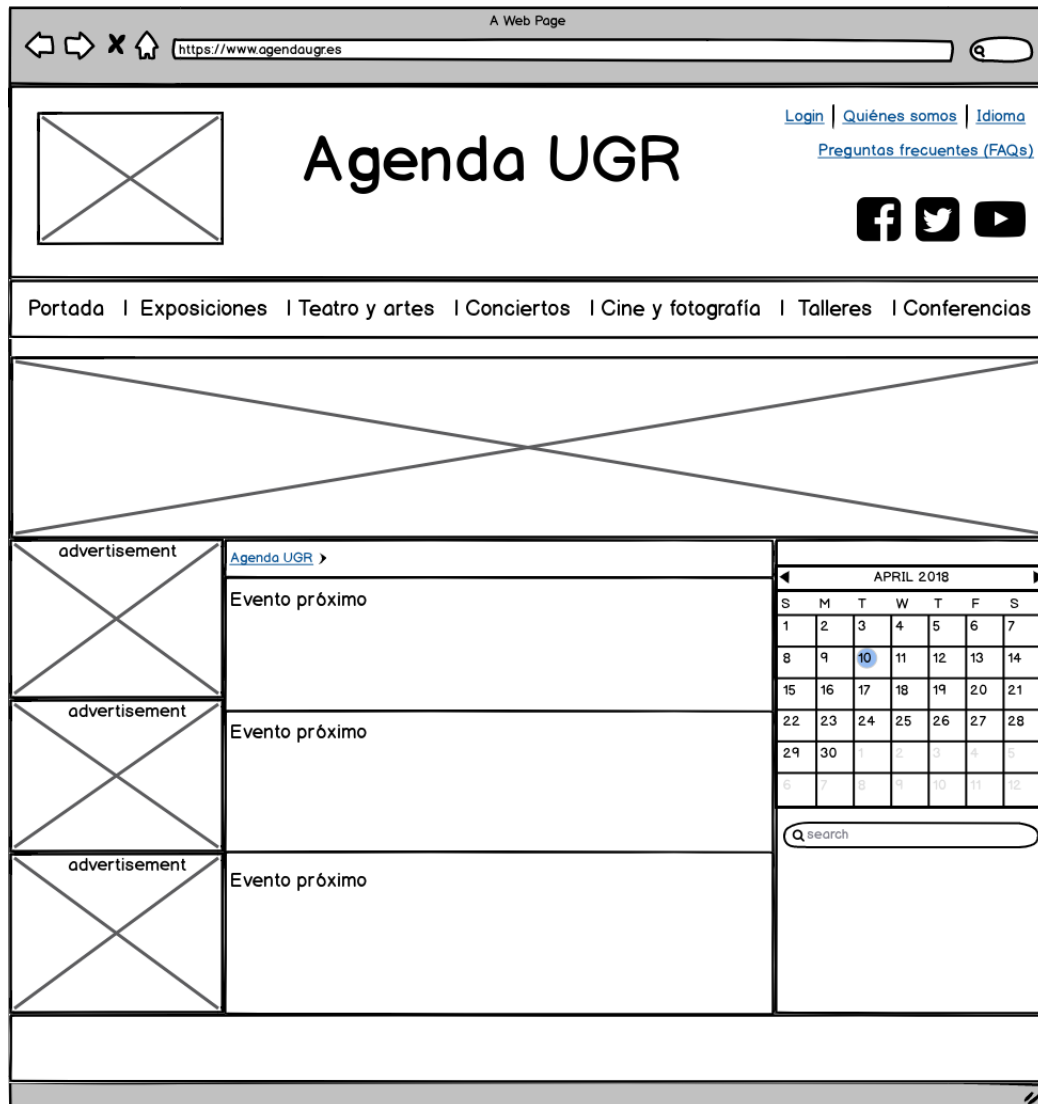 A Web Page
https://www.agendaugr.es
Login | Quiénes somos | Idioma
Preguntas frecuentes (FAQs)
Agenda UGR
Portada | Exposiciones | Teatro y artes | Conciertos | Cine y fotografía | Talleres | Conferencias
advertisement
advertisement
advertisement
Agenda UGR
Evento próximo
Evento próximo
Evento próximo
APRIL 2018
S M T W T F S
1 2 3 4 5 6 7
8 9 10 11 12 13 14
15 16 17 18 19 20 21
22 23 24 25 26 27 28
29 30 1 2 3 4 5
6 7 8 9 10 11 12
search